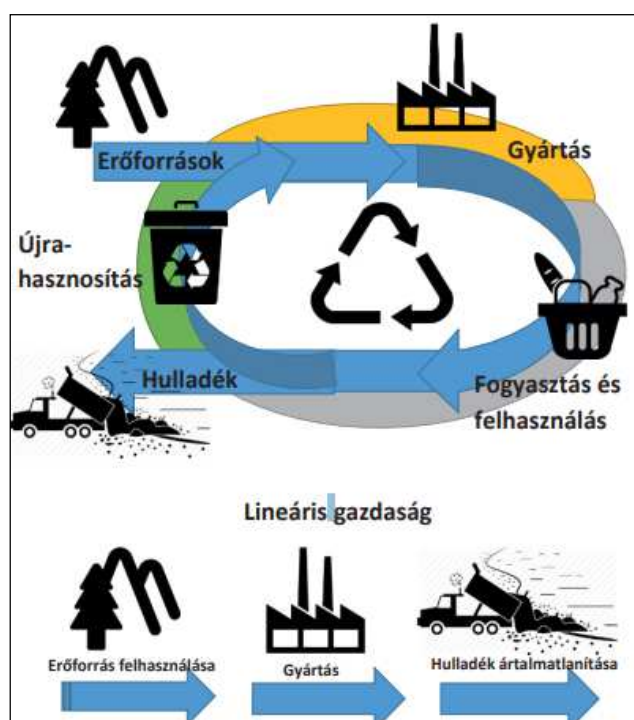 Erőforrások
Gyártás
Újra-
hasznosítás
Hulladék
Fogyasztás és
felhasználás
Lineáris gazdaság
Erőforrás felhasználása
Gyártás
Hulladék ártalmatlanítása